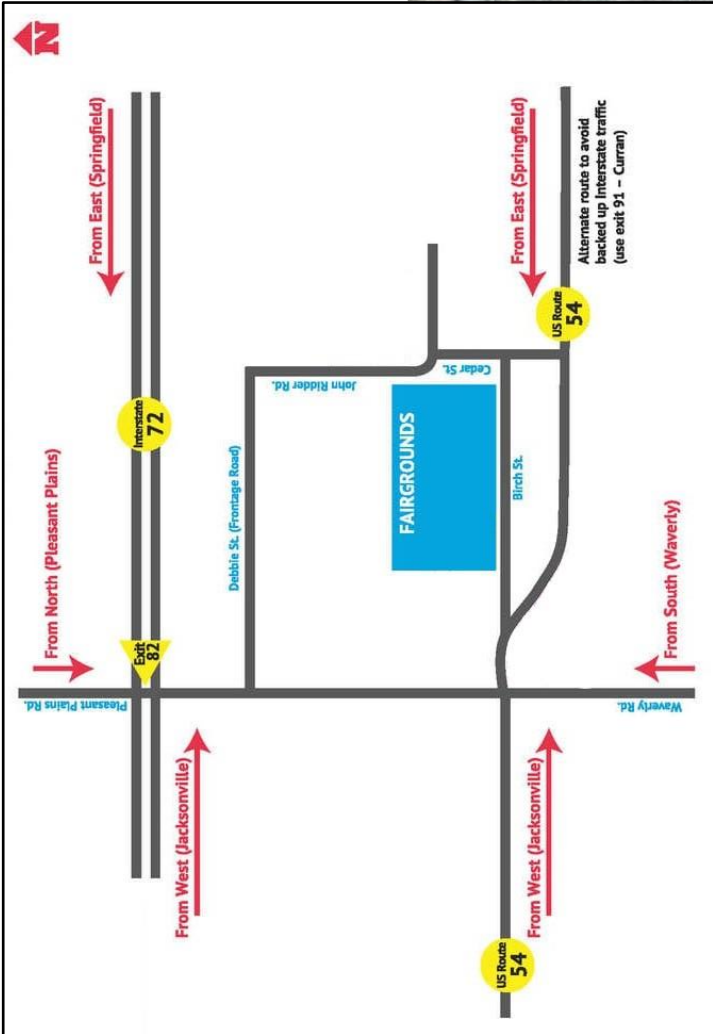 N
From North (Pleasant Plains)
From East (Springfield)
Pleasant Plains Rd.
Exit
82
Interstate
72
From West (Jacksonville)
Debbie St. (Frontage Road)
John Ridder Rd.
FAIRGROUNDS
Cedar St.
Birch St.
From East (Springfield)
US Route
54
Alternate route to avoid
backed up Interstate traffic
(use exit 91 – Curran)
US Route
54
From West (Jacksonville)
Waverly Rd.
From South (Waverly)